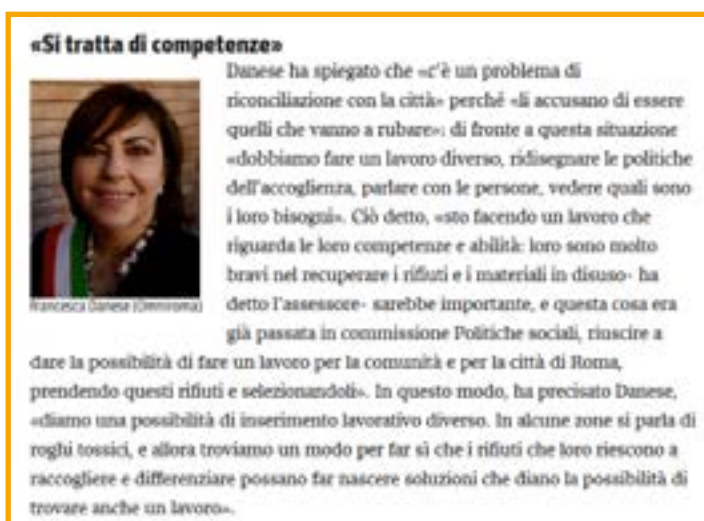 «Si tratta di competenze»
Danese ha spiegato che «c'è un problema di
riconciliazione con la città» perché «li accusano di essere
quelli che vanno a rubare»: di fronte a questa situazione
«dobbiamo fare un lavoro diverso, ridisegnare le politiche
dell'accoglienza, parlare con le persone, vedere quali sono
i loro bisogni». Ciò detto, «sto facendo un lavoro che
riguarda le loro competenze e abilità: loro sono molto
bravi nel recuperare i rifiuti e i materiali in disuso- ha
Francesca Danese (Omniroma)
detto l'assessore- sarebbe importante, e questa cosa era
già passata in commissione Politiche sociali, riuscire a
dare la possibilità di fare un lavoro per la comunità e per la città di Roma,
prendendo questi rifiuti e selezionandoli». In questo modo, ha precisato Danese,
«diamo una possibilità di inserimento lavorativo diverso. In alcune zone si parla di
roghi tossici, e allora troviamo un modo per far sì che i rifiuti che loro riescono a
raccogliere e differenziare possano far nascere soluzioni che diano la possibilità di
trovare anche un lavoro».